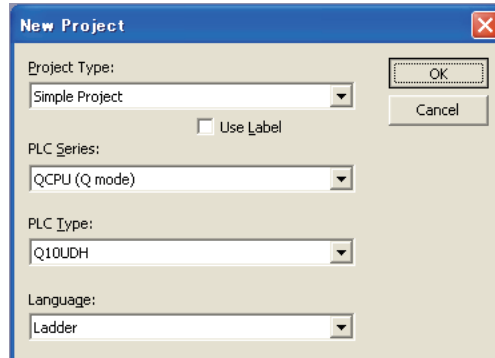 New Project
Project Type:
Simple Project
OK
Use Label
Cancel
PLC Series:
QCPU (Q mode)
PLC Type:
Q10UDH
Language:
Ladder